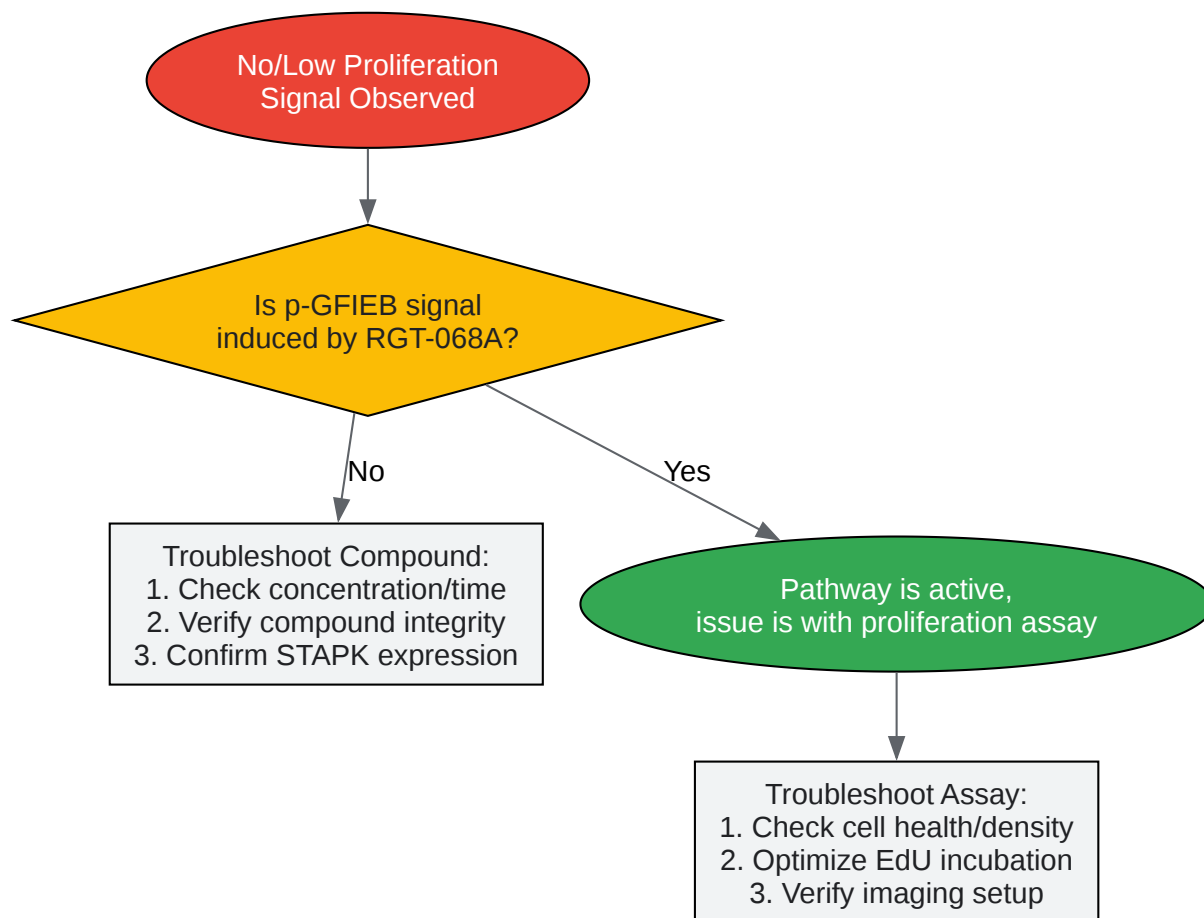 No/Low Proliferation
Signal Observed
Is p-GFIEB signal
induced by RGT-068A?
No
Yes
Troubleshoot Compound:
1. Check concentration/time
2. Verify compound integrity
3. Confirm STAPK expression
Pathway is active,
issue is with proliferation assay
Troubleshoot Assay:
1. Check cell health/density
2. Optimize EdU incubation
3. Verify imaging setup